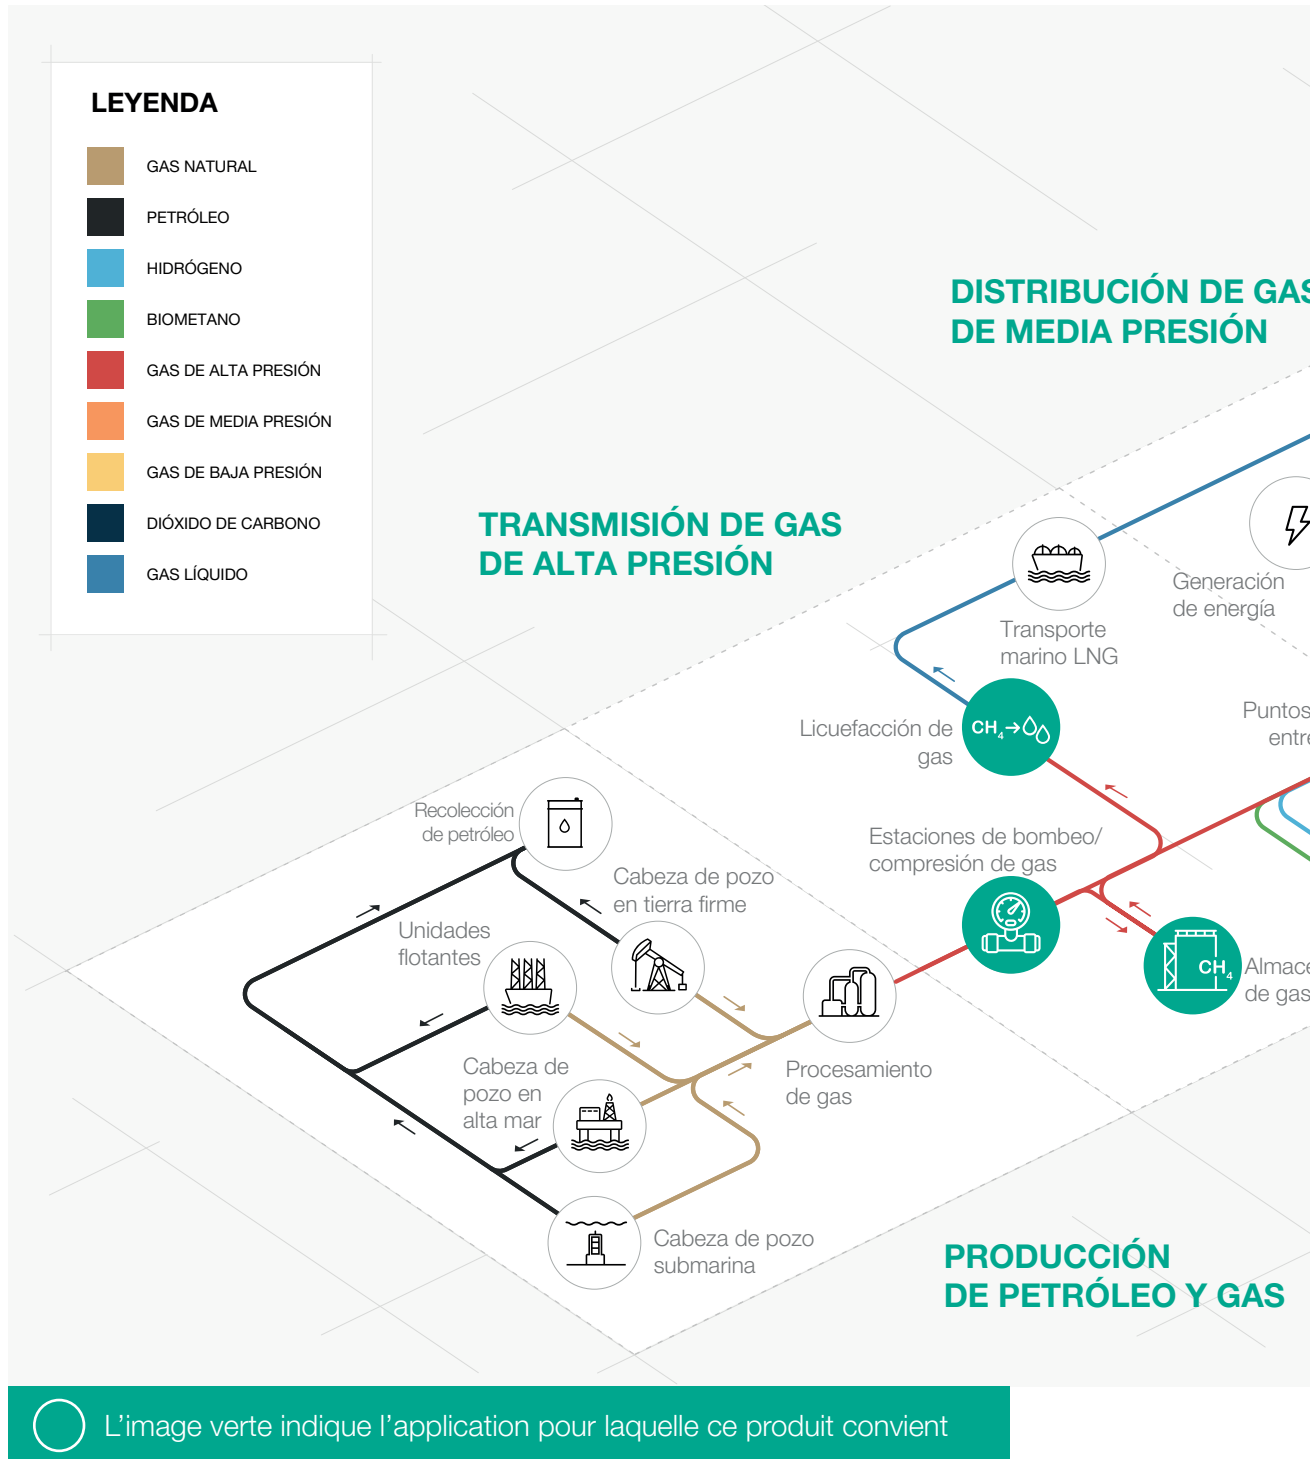 LEYENDA
GAS NATURAL
PETRÓLEO
HIDRÓGENO
BIOMETANO
GAS DE ALTA PRESIÓN
GAS DE MEDIA PRESIÓN
GAS DE BAJA PRESIÓN
DIÓXIDO DE CARBONO
GAS LÍQUIDO
DISTRIBUCIÓN DE GAS
DE MEDIA PRESIÓN
TRANSMISIÓN DE GAS
DE ALTA PRESIÓN
Generación
de energía
Transporte
marino LNG
Licuefacción de
gas
CH₄→
Puntos
entre
Recolección
de petróleo
Estaciones de bombeo/
compresión de gas
Cabeza de pozo
en tierra firme
Unidades
flotantes
CH₄
Almace
de gas
Cabeza de
pozo en
alta mar
Procesamiento
de gas
Cabeza de pozo
submarina
PRODUCCIÓN
DE PETRÓLEO Y GAS
L’image verte indique l’application pour laquelle ce produit convient